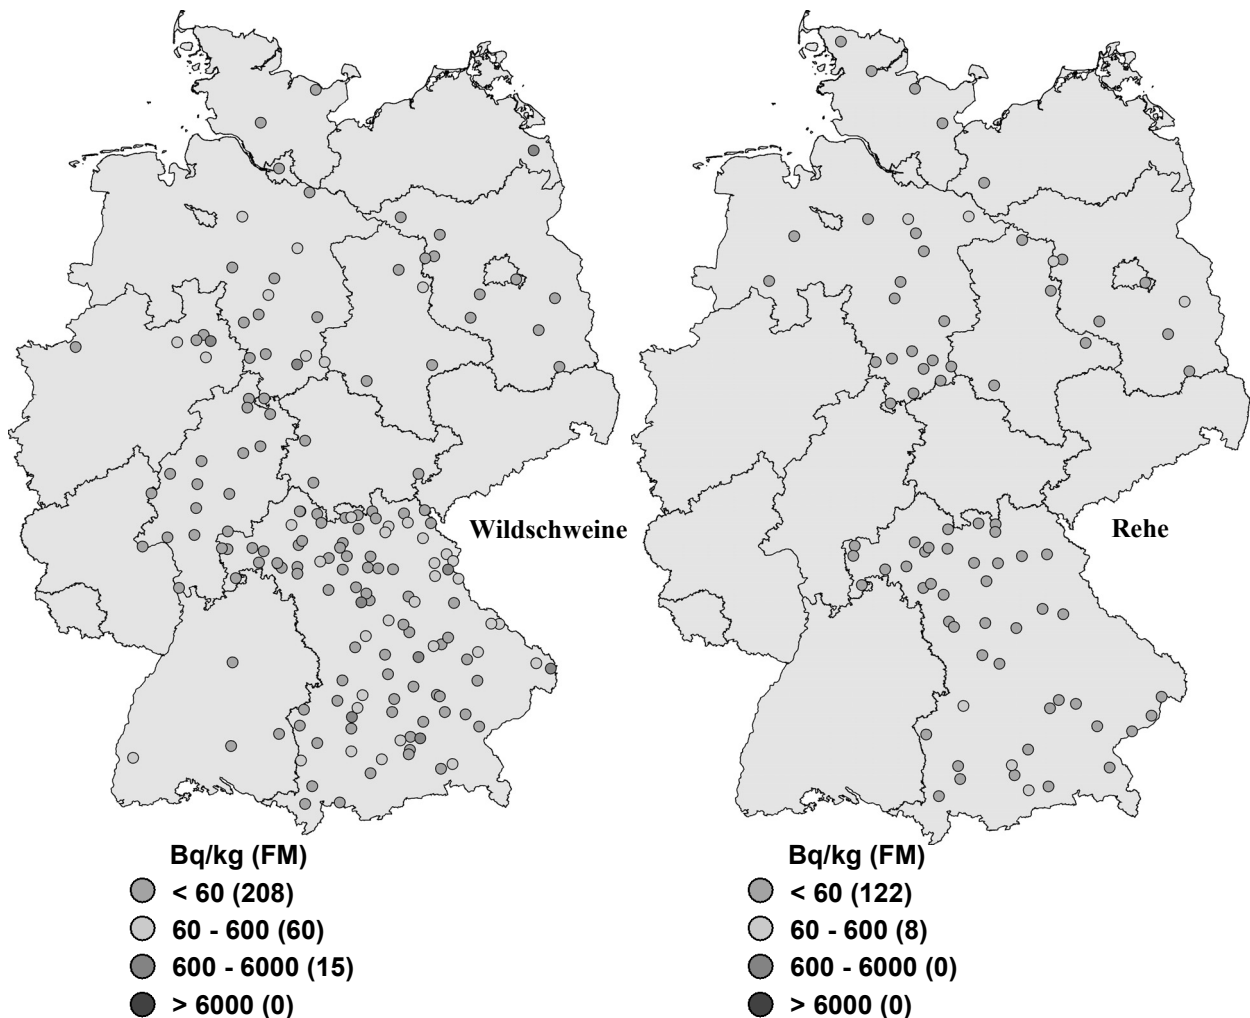 Wildschweine
Rehe
Bq/kg (FM)
< 60 (208)
60 - 600 (60)
600 - 6000 (15)
> 6000 (0)
Bq/kg (FM)
< 60 (122)
60 - 600 (8)
600 - 6000 (0)
> 6000 (0)